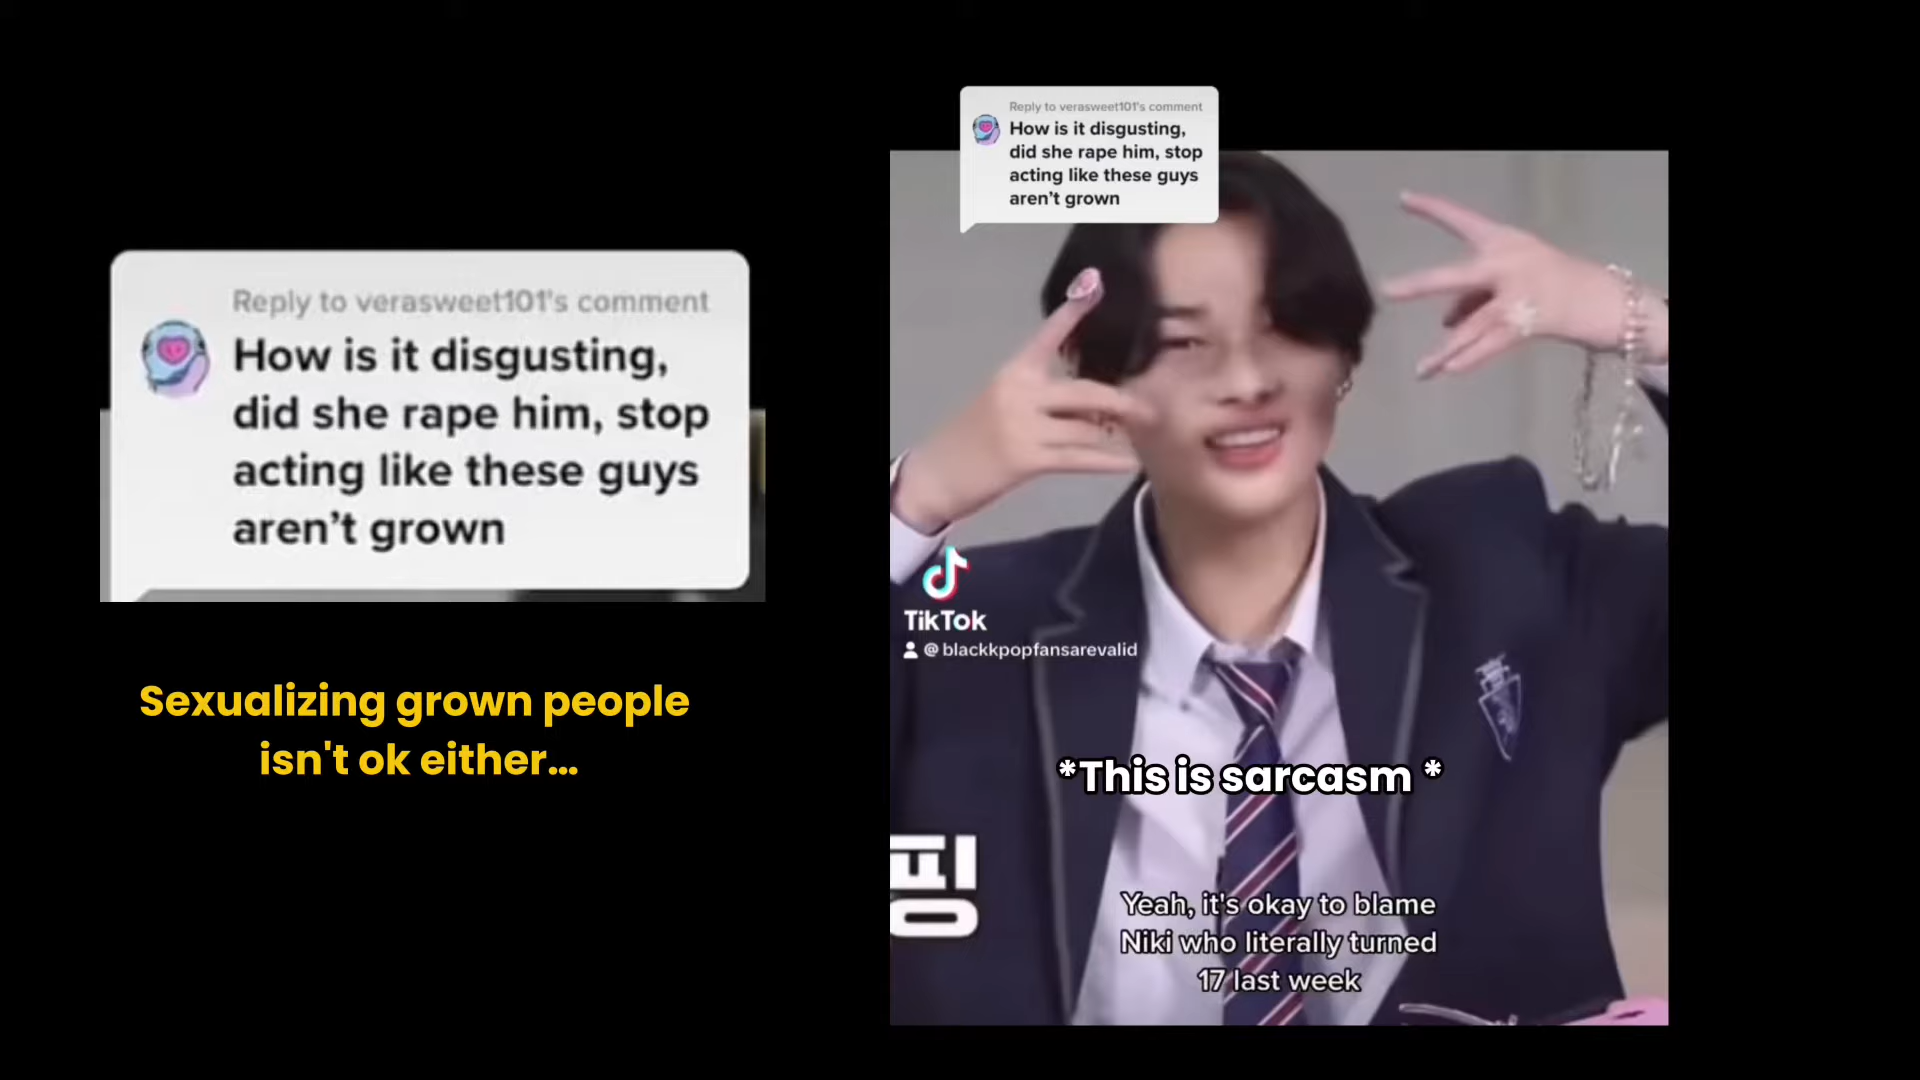 Reply to verasweet101's comment
How is it disgusting,
did she rape him, stop
acting like these guys
aren't grown
Sexualizing grown people
isn't ok either...
Reply to verasweet101's comment
How is it disgusting,
did she rape him, stop
acting like these guys
aren't grown
TikTok
@blackkpopfansarevalid
*This is sarcasm *
핑
Yeah, it's okay to blame
Niki who literally turned
17 last week